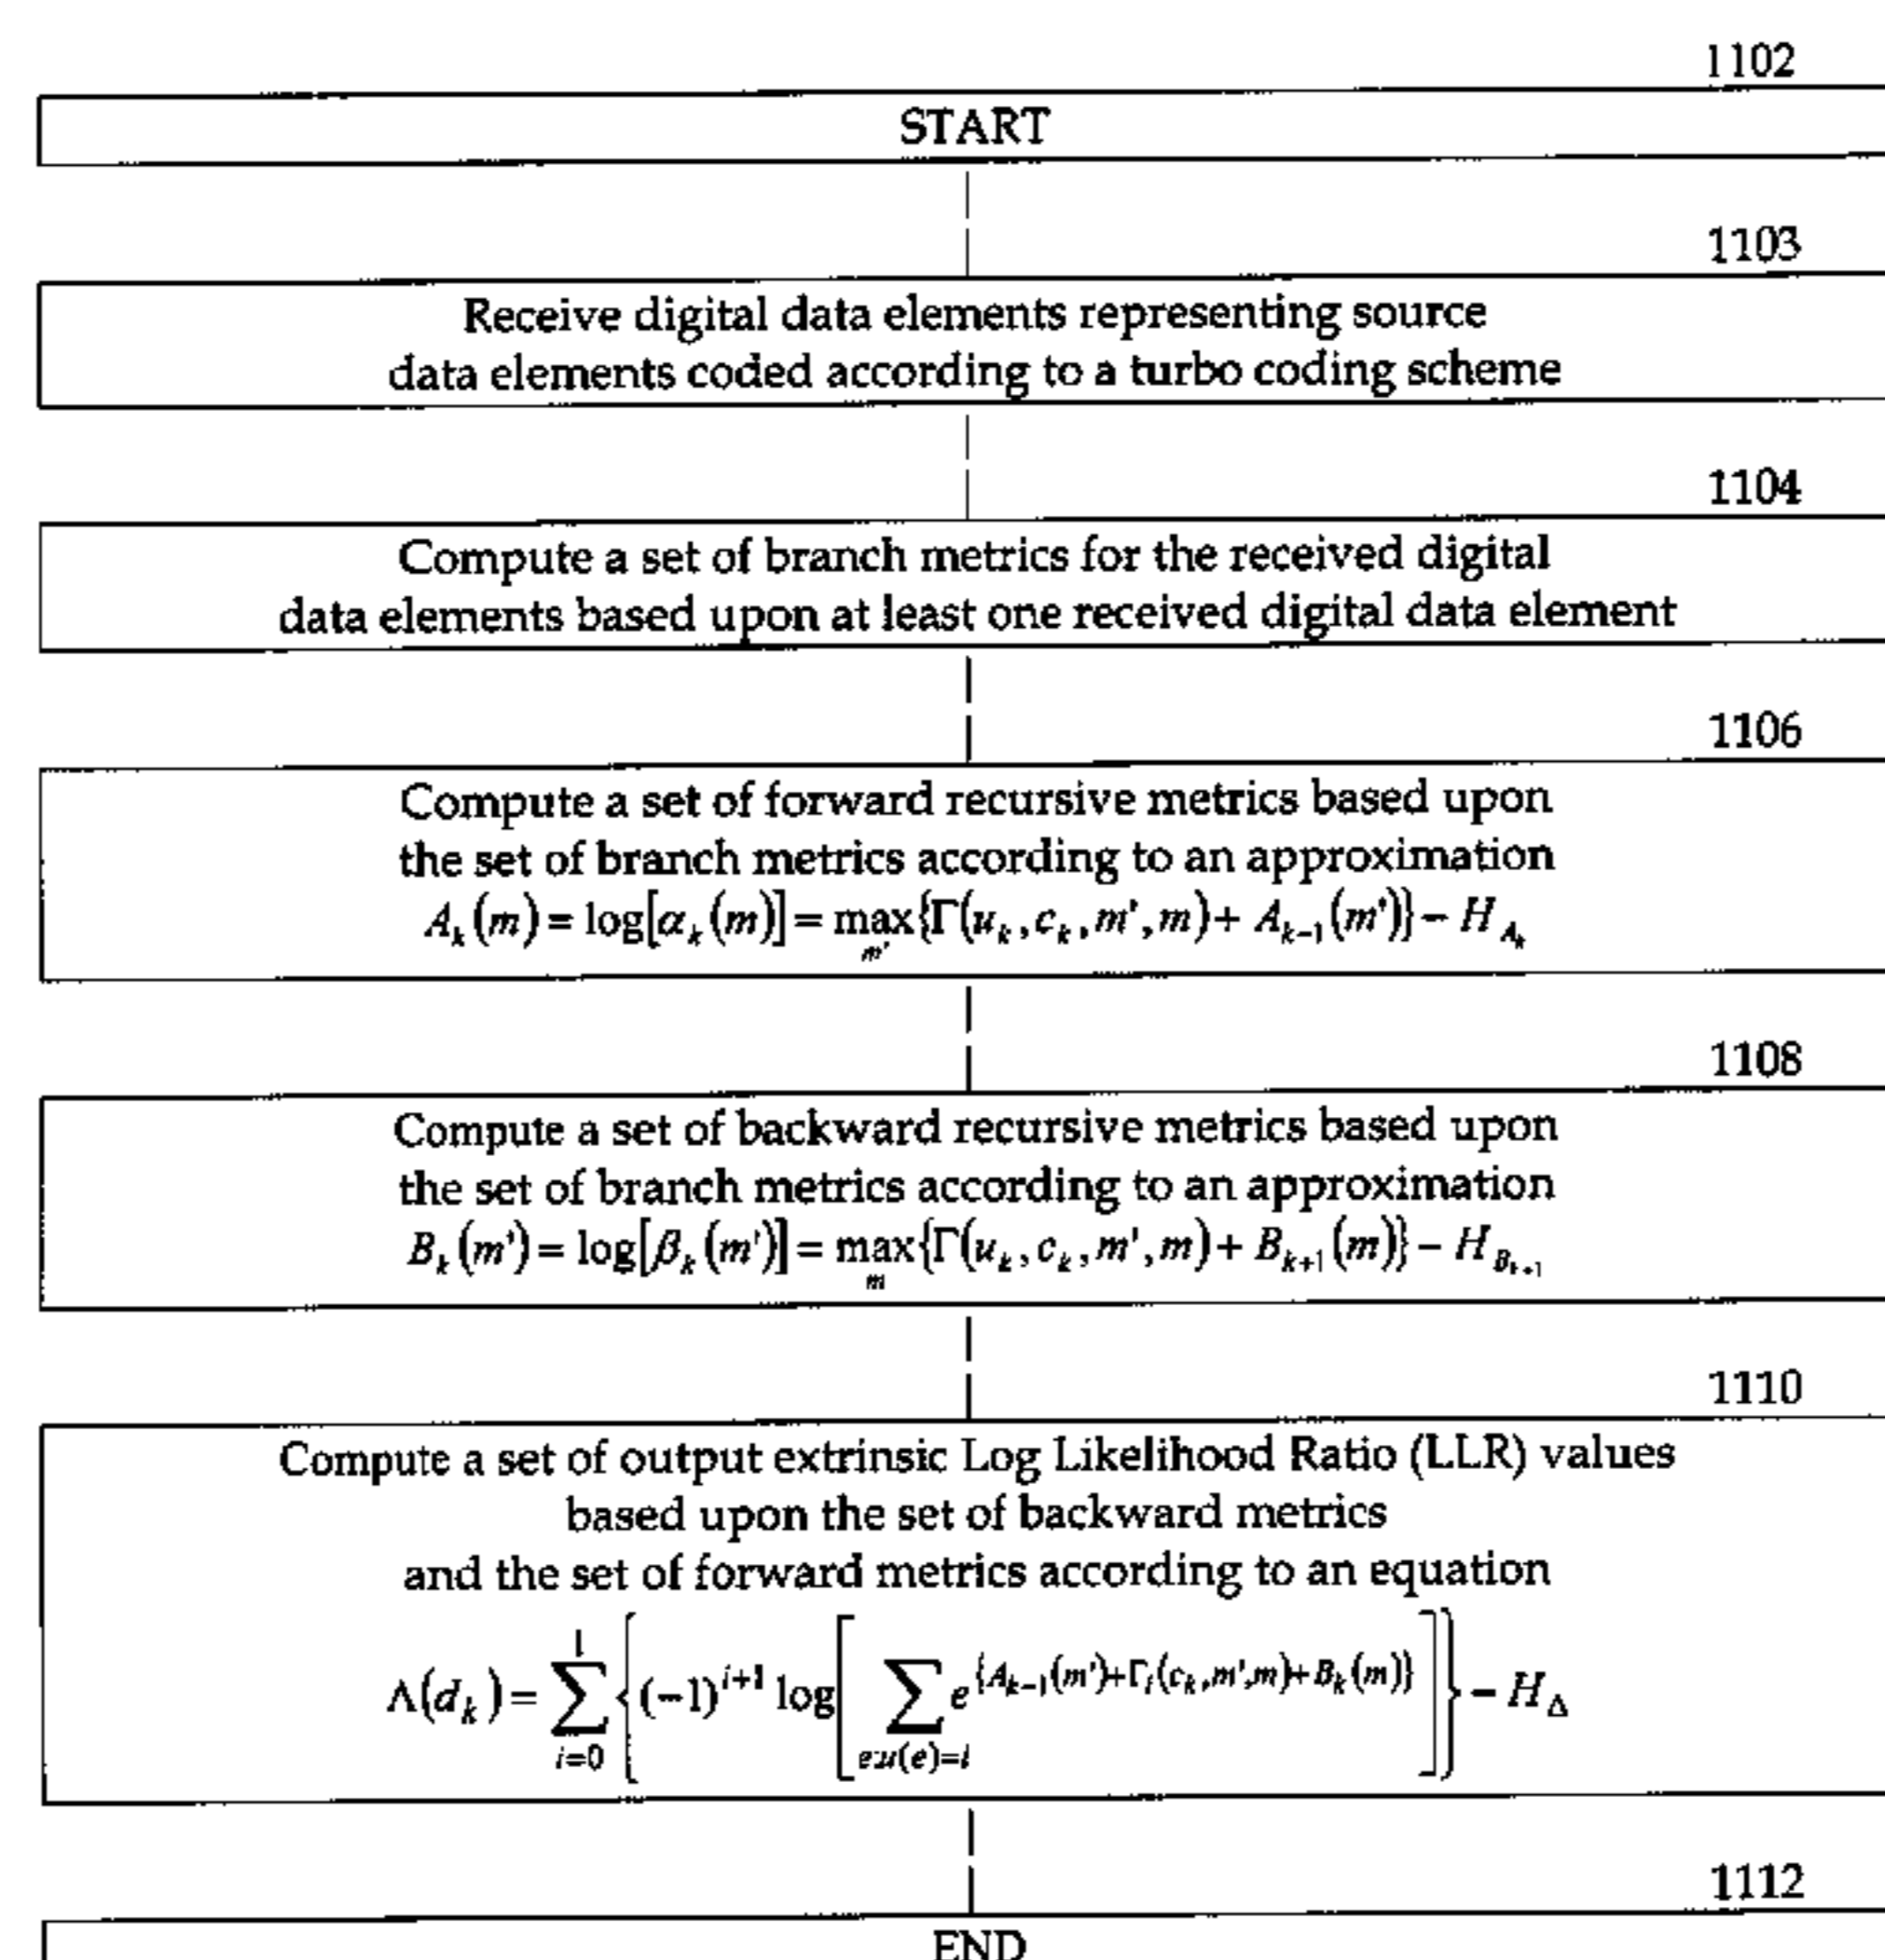 1102
START
1103
Receive digital data elements representing source
data elements coded according to a turbo coding scheme
1104
Compute a set of branch metrics for the received digital
data elements based upon at least one received digital data element
1106
Compute a set of forward recursive metrics based upon
the set of branch metrics according to an approximation
A_k(m) = log[α_k(m)] = max_{m'}{Γ(u_k, c_k, m', m) + A_{k-1}(m')} − H_{A_k}
1108
Compute a set of backward recursive metrics based upon
the set of branch metrics according to an approximation
B_k(m') = log[β_k(m')] = max_m{Γ(u_k, c_k, m', m) + B_{k+1}(m)} − H_{B_{k+1}}
1110
Compute a set of output extrinsic Log Likelihood Ratio (LLR) values
based upon the set of backward metrics
and the set of forward metrics according to an equation
Λ(d_k) = ∑_{i=0}^{1} {(−1)^{i+1} log[∑_{e:u(e)=i} e^{{A_{k-1}(m')+Γ_i(c_k,m',m)+B_k(m)}}]} − H_Δ
1112
END